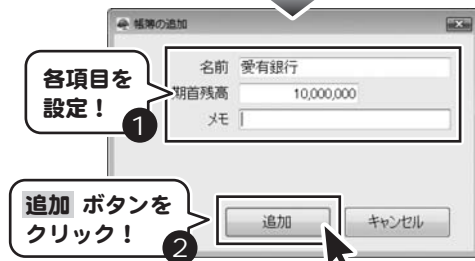 帳簿の追加
名前 愛有銀行
期首残高 10,000,000
メモ
各項目を
設定！
1
追加 ボタンを
クリック！
2
追加 キャンセル